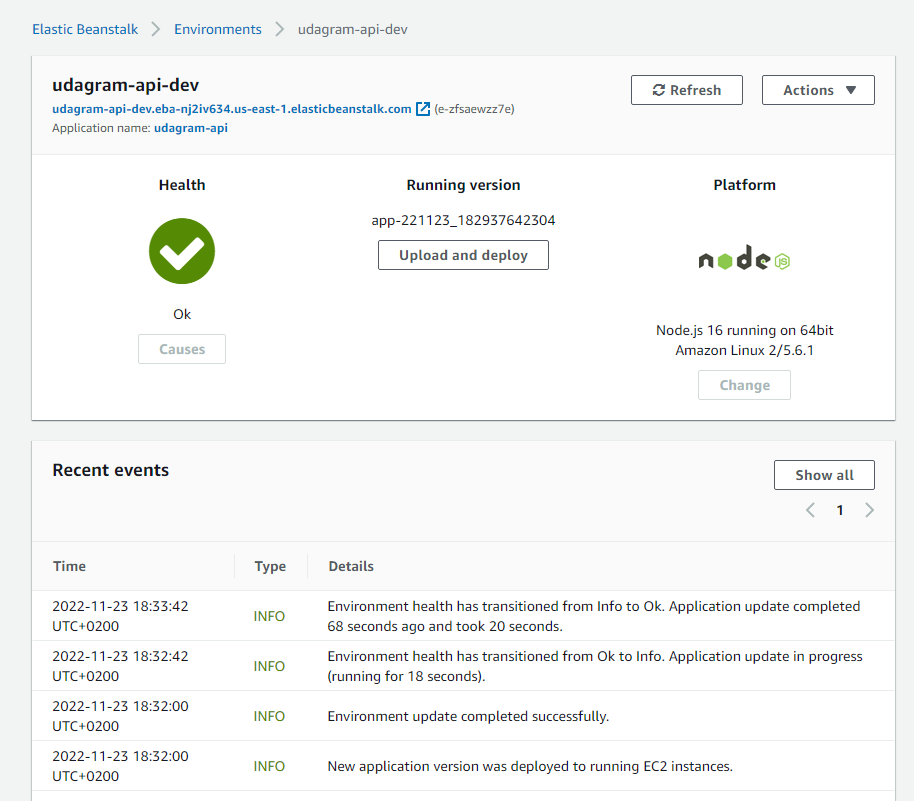 Elastic Beanstalk > Environments > udagram-api-dev
udagram-api-dev
Refresh
Actions
udagram-api-dev.eba-nj2iv634.us-east-1.elasticbeanstalk.com (e-zfsaewzz7e)
Application name: udagram-api
Health
Ok
Causes
Running version
app-221123_182937642304
Upload and deploy
Platform
node JS
Node.js 16 running on 64bit
Amazon Linux 2/5.6.1
Change
Recent events
Show all
1
Time Type Details
2022-11-23 18:33:42
UTC+0200
INFO
Environment health has transitioned from Info to Ok. Application update completed
68 seconds ago and took 20 seconds.
2022-11-23 18:32:42
UTC+0200
INFO
Environment health has transitioned from Ok to Info. Application update in progress
(running for 18 seconds).
2022-11-23 18:32:00
UTC+0200
INFO
Environment update completed successfully.
2022-11-23 18:32:00
UTC+0200
INFO
New application version was deployed to running EC2 instances.